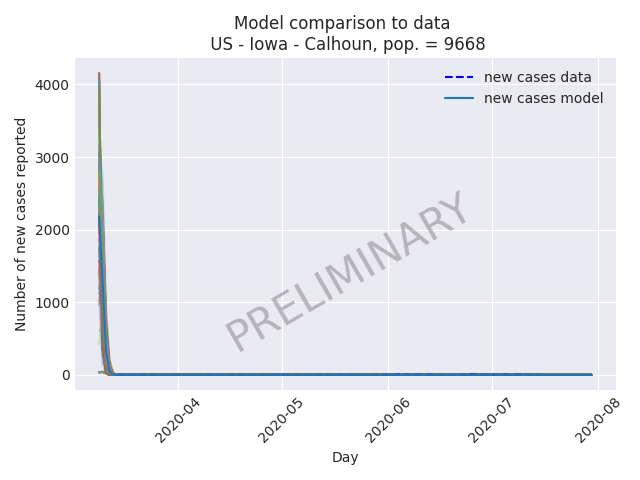 Model comparison to data
US - Iowa - Calhoun, pop. = 9668
new cases data
new cases model
Number of new cases reported
4000
3000
2000
1000
0
PRELIMINARY
2020-04
2020-05
2020-06
2020-07
2020-08
Day